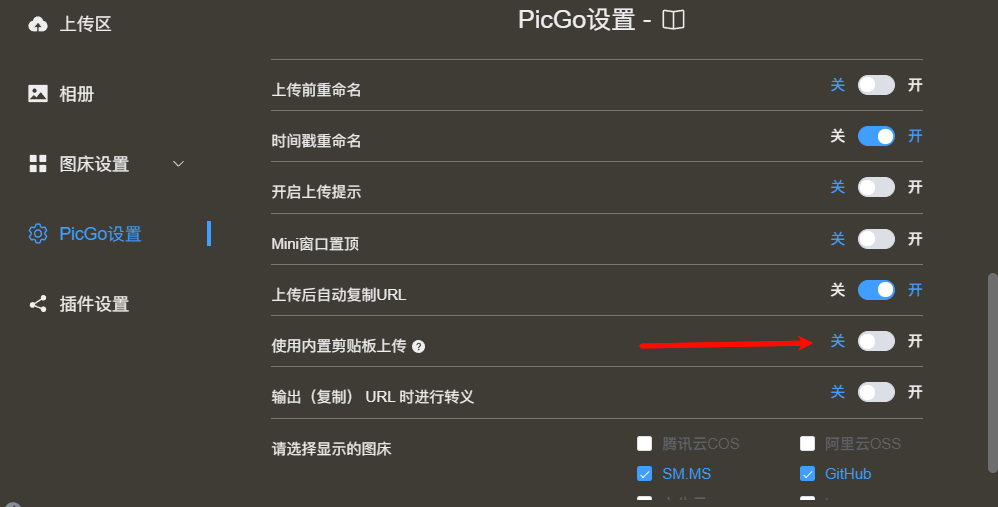 PicGo设置 -
上传区
相册
图床设置
PicGo设置
插件设置
上传前重命名 关 开
时间戳重命名 关 开
开启上传提示 关 开
Mini窗口置顶 关 开
上传后自动复制URL 关 开
使用内置剪贴板上传 ? 关 开
输出（复制） URL 时进行转义 关 开
请选择显示的图床 腾讯云COS 阿里云OSS
SM.MS GitHub